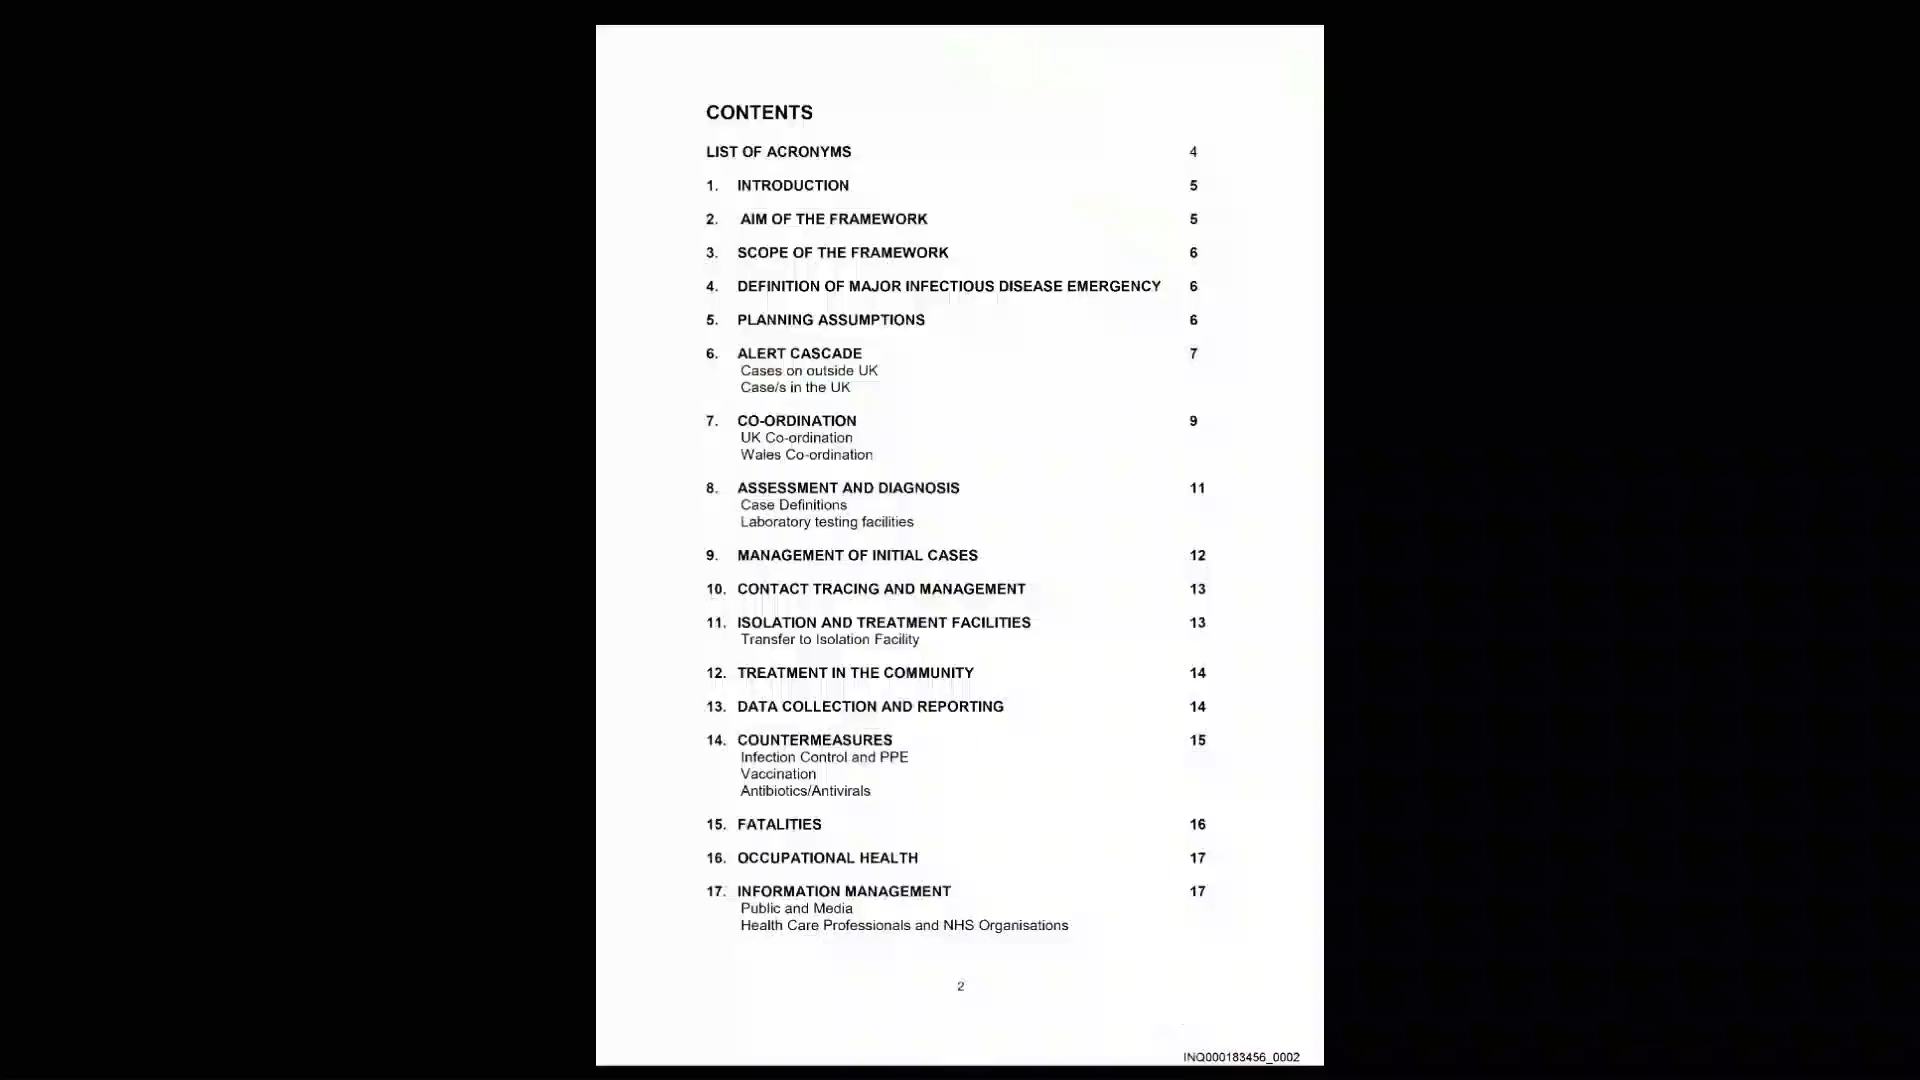 CONTENTS
LIST OF ACRONYMS 4
1. INTRODUCTION 5
2. AIM OF THE FRAMEWORK 5
3. SCOPE OF THE FRAMEWORK 6
4. DEFINITION OF MAJOR INFECTIOUS DISEASE EMERGENCY 6
5. PLANNING ASSUMPTIONS 6
6. ALERT CASCADE 7
Cases on outside UK
Case/s in the UK
7. CO-ORDINATION 9
UK Co-ordination
Wales Co-ordination
8. ASSESSMENT AND DIAGNOSIS 11
Case Definitions
Laboratory testing facilities
9. MANAGEMENT OF INITIAL CASES 12
10. CONTACT TRACING AND MANAGEMENT 13
11. ISOLATION AND TREATMENT FACILITIES 13
Transfer to Isolation Facility
12. TREATMENT IN THE COMMUNITY 14
13. DATA COLLECTION AND REPORTING 14
14. COUNTERMEASURES 15
Infection Control and PPE
Vaccination
Antibiotics/Antivirals
15. FATALITIES 16
16. OCCUPATIONAL HEALTH 17
17. INFORMATION MANAGEMENT 17
Public and Media
Health Care Professionals and NHS Organisations
2
INQ000183456_0002